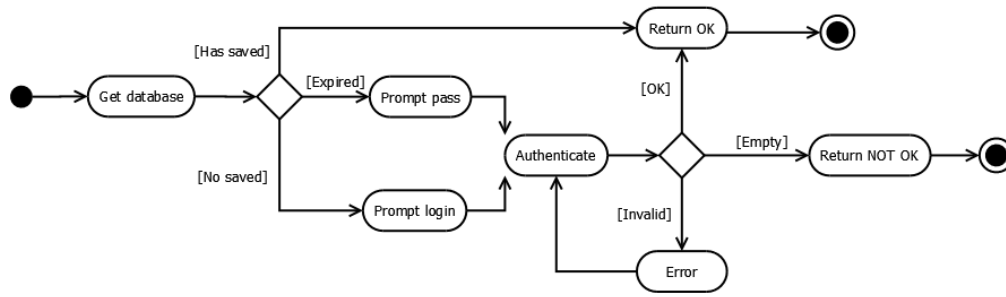 Return OK
[Has saved]
[Expired]
Get database
Prompt pass
[OK]
[Empty]
Authenticate
Return NOT OK
[No saved]
Prompt login
[Invalid]
Error